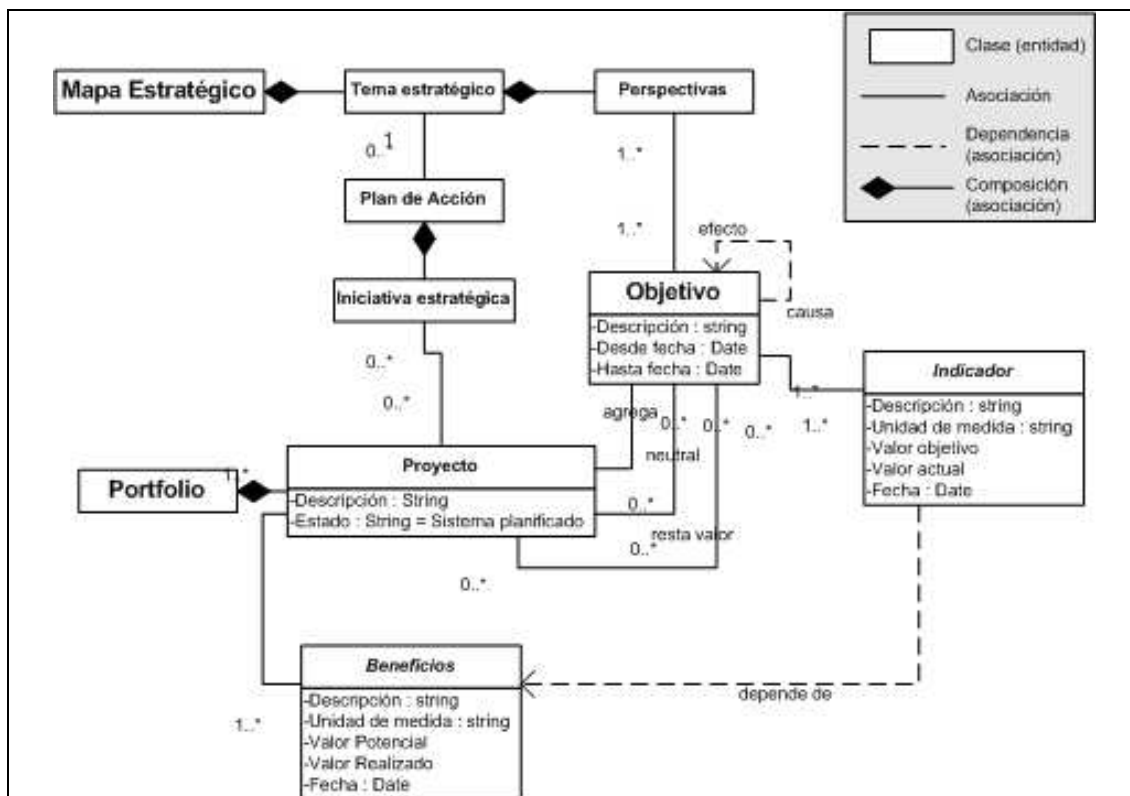 Mapa Estratégico
Tema estratégico
Perspectivas
Clase (entidad)
Asociación
Dependencia
(asociación)
Composición
(asociación)
0..1
1..*
Plan de Acción
1..*
efecto
causa
Iniciativa estratégica
Objetivo
-Descripción : string
-Desde fecha : Date
-Hasta fecha : Date
0..*
0..*
agrega
0..*
0..*
0..*
1..*
1..*
Indicador
-Descripción : string
-Unidad de medida : string
-Valor objetivo
-Valor actual
-Fecha : Date
neutral
Portfolio
1..*
Proyecto
-Descripción : String
-Estado : String = Sistema planificado
0..*
resta valor
0..*
0..*
Beneficios
-Descripción : string
-Unidad de medida : string
-Valor Potencial
-Valor Realizado
-Fecha : Date
1..*
depende de